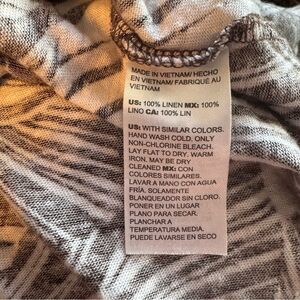 MADE IN VIETNAM/ HECHO
EN VIETNAM/ FABRIQUÉ AU
VIETNAM
US: 100% LINEN MX: 100%
LINO CA: 100% LIN
US: WITH SIMILAR COLORS.
HAND WASH COLD. ONLY
NON-CHLORINE BLEACH.
LAY FLAT TO DRY. WARM
IRON. MAY BE DRY
CLEANED MX: CON
COLORES SIMILARES.
LAVAR A MANO CON AGUA
FRÍA. SOLAMENTE
BLANQUEADOR SIN CLORO.
PONER EN UN LUGAR
PLANO PARA SECAR.
PLANCHAR A
TEMPERATURA MEDIA.
PUEDE LAVARSE EN SECO